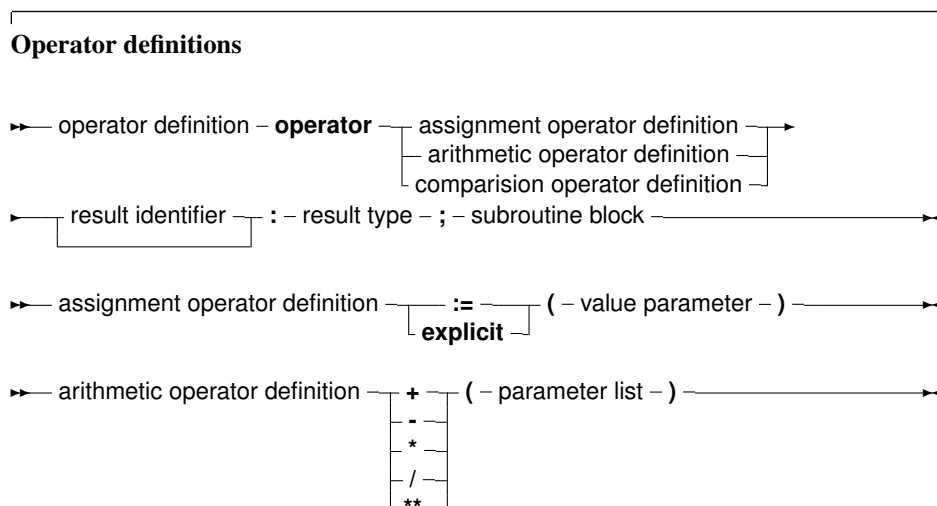 Operator definitions
operator definition – operator assignment operator definition
arithmetic operator definition
comparision operator definition
result identifier : – result type – ; – subroutine block
assignment operator definition := ( – value parameter – )
explicit
arithmetic operator definition + ( – parameter list – )
-
*
/
**